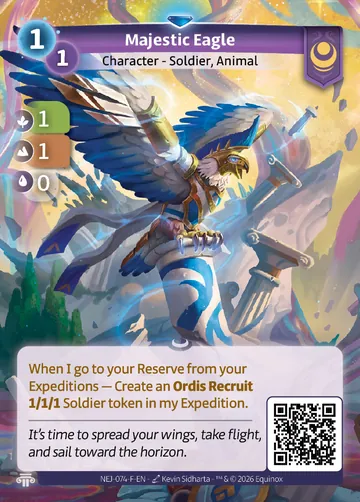 1
Majestic Eagle
1
Character - Soldier, Animal
1
1
0
When I go to your Reserve from your
Expeditions — Create an Ordis Recruit
1/1/1 Soldier token in my Expedition.
It's time to spread your wings, take flight,
and sail toward the horizon.
NEJ-074-F-EN - Kevin Sidharta - ™ & © 2026 Equinox